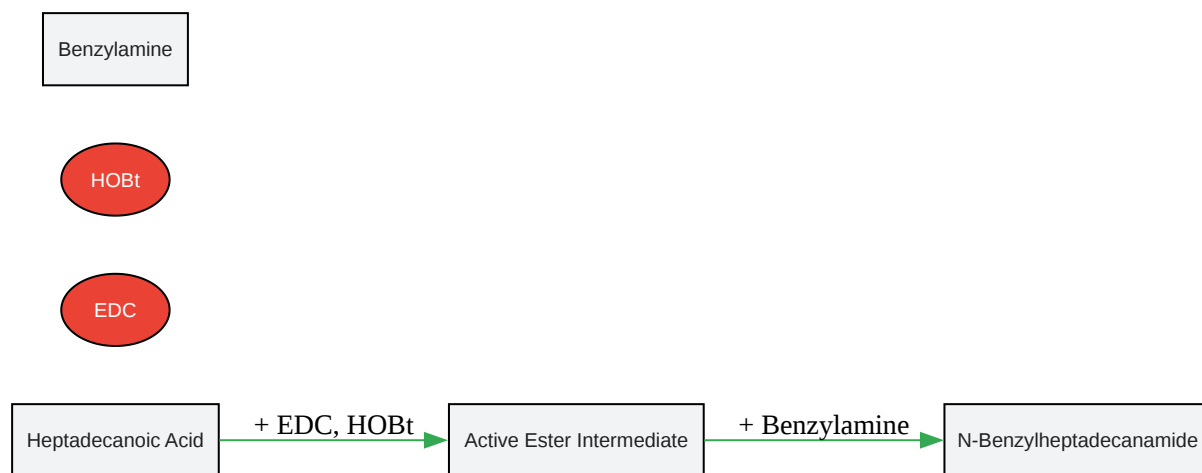 Benzylamine
HOBt
EDC
Heptadecanoic Acid
+ EDC, HOBt
Active Ester Intermediate
+ Benzylamine
N-Benzylheptadecanamide